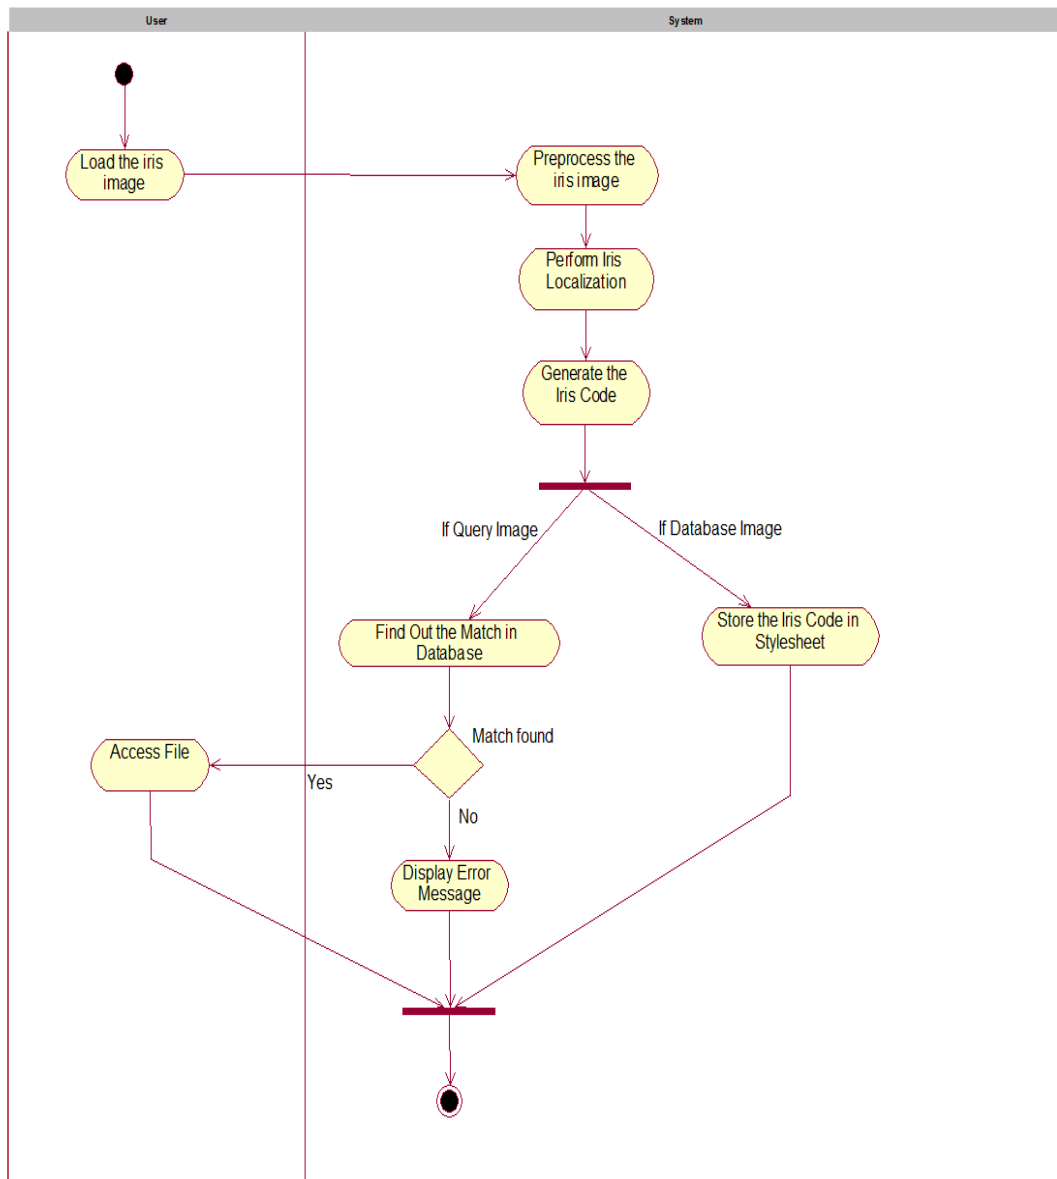 User
System
Load the iris
image
Preprocess the
iris image
Perform Iris
Localization
Generate the
Iris Code
If Query Image
If Database Image
Find Out the Match in
Database
Store the Iris Code in
Stylesheet
Match found
Access File
Yes
No
Display Error
Message